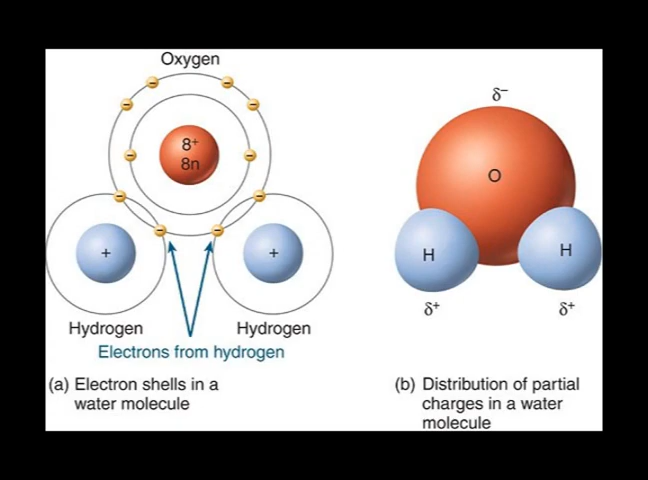 Oxygen
8⁺
8n
+
+
Hydrogen
Hydrogen
Electrons from hydrogen
(a) Electron shells in a
water molecule
δ⁻
O
H
H
δ⁺
δ⁺
(b) Distribution of partial
charges in a water
molecule